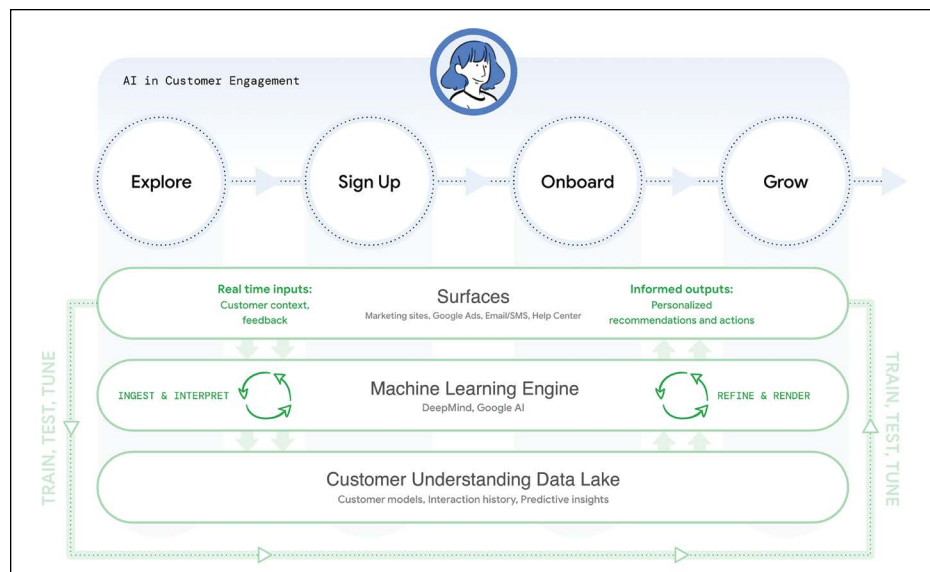 AI in Customer Engagement
Explore
Sign Up
Onboard
Grow
Real time inputs:
Customer context,
feedback
Surfaces
Marketing sites, Google Ads, Email/SMS, Help Center
Informed outputs:
Personalized
recommendations and actions
INGEST & INTERPRET
Machine Learning Engine
DeepMind, Google AI
REFINE & RENDER
Customer Understanding Data Lake
Customer models, Interaction history, Predictive insights
TRAIN, TEST, TUNE
TRAIN, TEST, TUNE